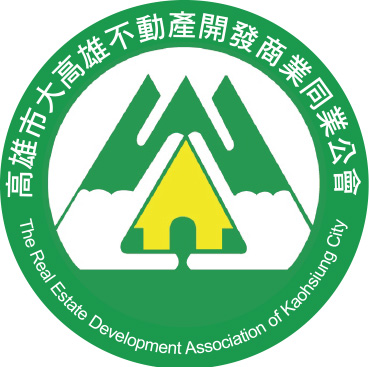 高雄市大高雄不動產開發商業同業公會
The Real Estate Development Association of Kaohsiung City